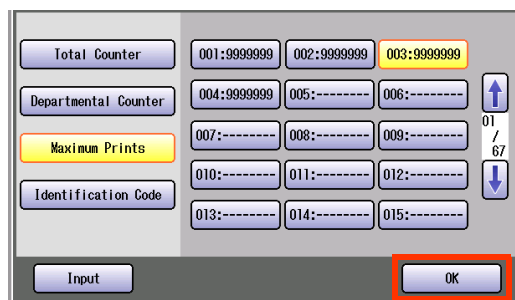 Total Counter
Departmental Counter
Maximum Prints
Identification Code
001:9999999 002:9999999 003:9999999
004:9999999 005:------- 006:-------
007:------- 008:------- 009:-------
010:------- 011:------- 012:-------
013:------- 014:------- 015:-------
01
/
67
Input OK